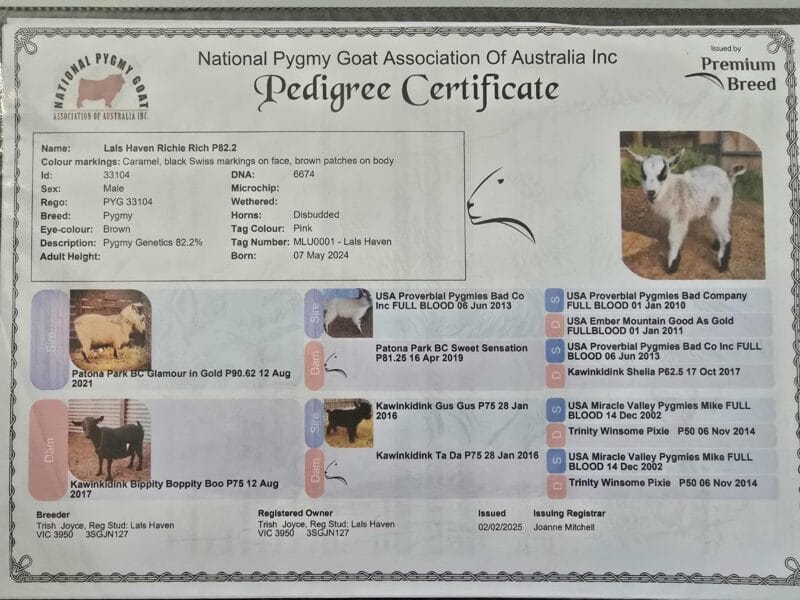 National Pygmy Goat Association Of Australia Inc
Pedigree Certificate
NATIONAL PYGMY GOAT
ASSOCIATION OF AUSTRALIA INC.
Issued by
Premium
Breed
Name: Lals Haven Richie Rich P82.2
Colour markings: Caramel, black Swiss markings on face, brown patches on body
Id: 33104 DNA: 6674
Sex: Male Microchip:
Rego: PYG 33104 Wethered:
Breed: Pygmy Horns: Disbudded
Eye-colour: Brown Tag Colour: Pink
Description: Pygmy Genetics 82.2% Tag Number: MLU0001 - Lals Haven
Adult Height: Born: 07 May 2024
Sire
Patona Park BC Glamour in Gold P90.62 12 Aug
2021
Sire
USA Proverbial Pygmies Bad Co
Inc FULL BLOOD 06 Jun 2013
Dam
Patona Park BC Sweet Sensation
P81.25 16 Apr 2019
S
USA Proverbial Pygmies Bad Company
FULL BLOOD 01 Jan 2010
D
USA Ember Mountain Good As Gold
FULLBLOOD 01 Jan 2011
S
USA Proverbial Pygmies Bad Co Inc FULL
BLOOD 06 Jun 2013
D
Kawinkidink Shelia P62.5 17 Oct 2017
Dam
Kawinkidink Bippity Boppity Boo P75 12 Aug
2017
Sire
Kawinkidink Gus Gus P75 28 Jan
2016
Dam
Kawinkidink Ta Da P75 28 Jan 2016
S
USA Miracle Valley Pygmies Mike FULL
BLOOD 14 Dec 2002
D
Trinity Winsome Pixie P50 06 Nov 2014
S
USA Miracle Valley Pygmies Mike FULL
BLOOD 14 Dec 2002
D
Trinity Winsome Pixie P50 06 Nov 2014
Breeder
Trish Joyce, Reg Stud: Lals Haven
VIC 3950 3SGJN127
Registered Owner
Trish Joyce, Reg Stud: Lals Haven
VIC 3950 3SGJN127
Issued Issuing Registrar
02/02/2025 Joanne Mitchell